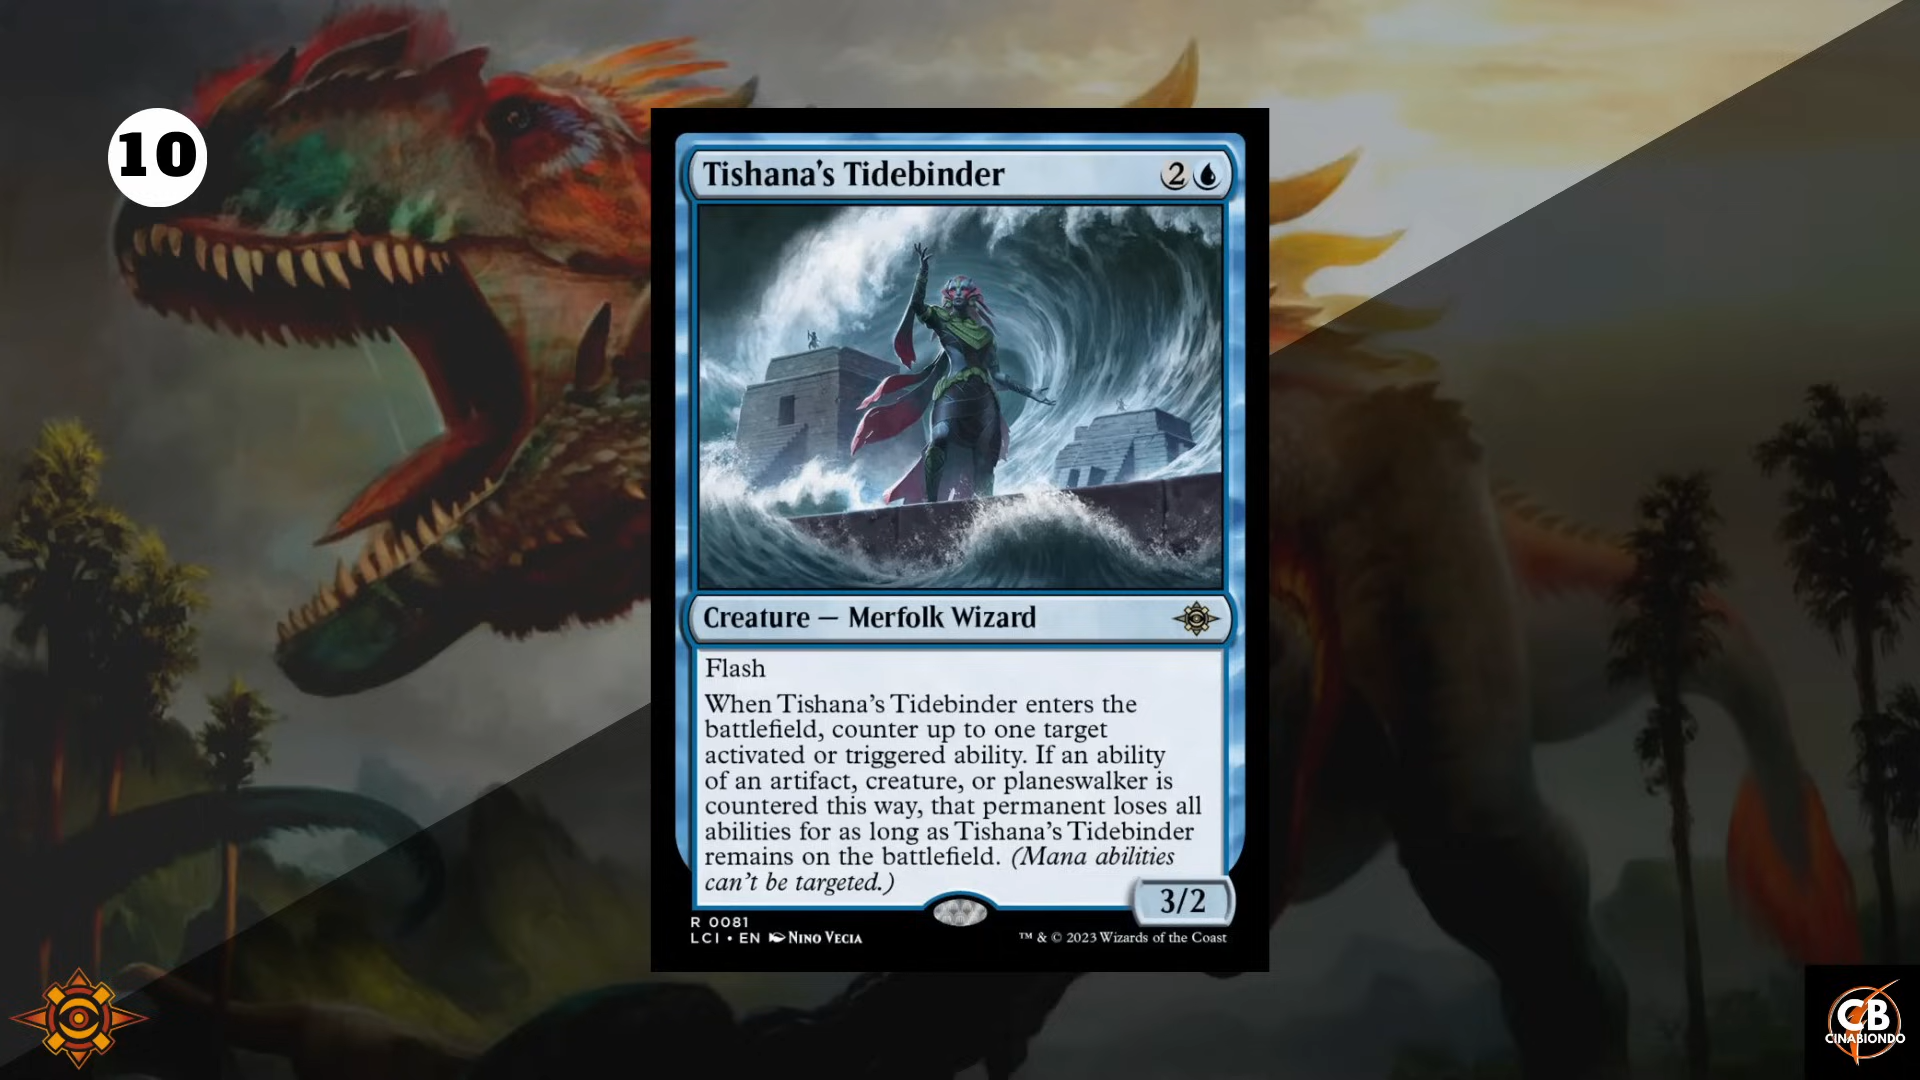 10
Tishana's Tidebinder 2
Creature — Merfolk Wizard
Flash
When Tishana's Tidebinder enters the
battlefield, counter up to one target
activated or triggered ability. If an ability
of an artifact, creature, or planeswalker is
countered this way, that permanent loses all
abilities for as long as Tishana's Tidebinder
remains on the battlefield. (Mana abilities
can't be targeted.)
3/2
R 0081
LCI • EN Nino Vecia
™ & © 2023 Wizards of the Coast
CB
CINABIONDO